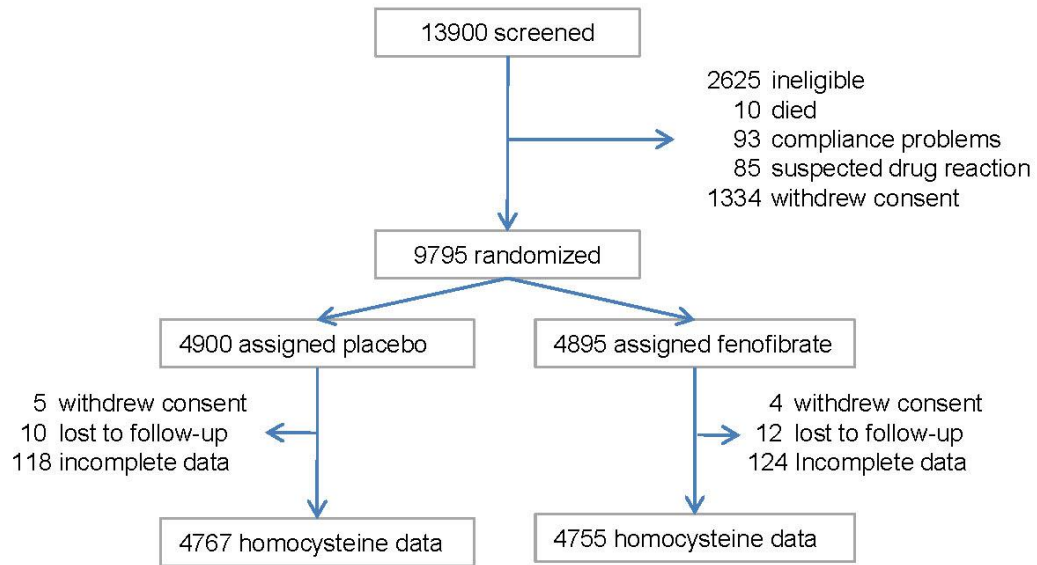 13900 screened
2625 ineligible
10 died
93 compliance problems
85 suspected drug reaction
1334 withdrew consent
9795 randomized
4900 assigned placebo
4895 assigned fenofibrate
5 withdrew consent
10 lost to follow-up
118 incomplete data
4 withdrew consent
12 lost to follow-up
124 Incomplete data
4767 homocysteine data
4755 homocysteine data